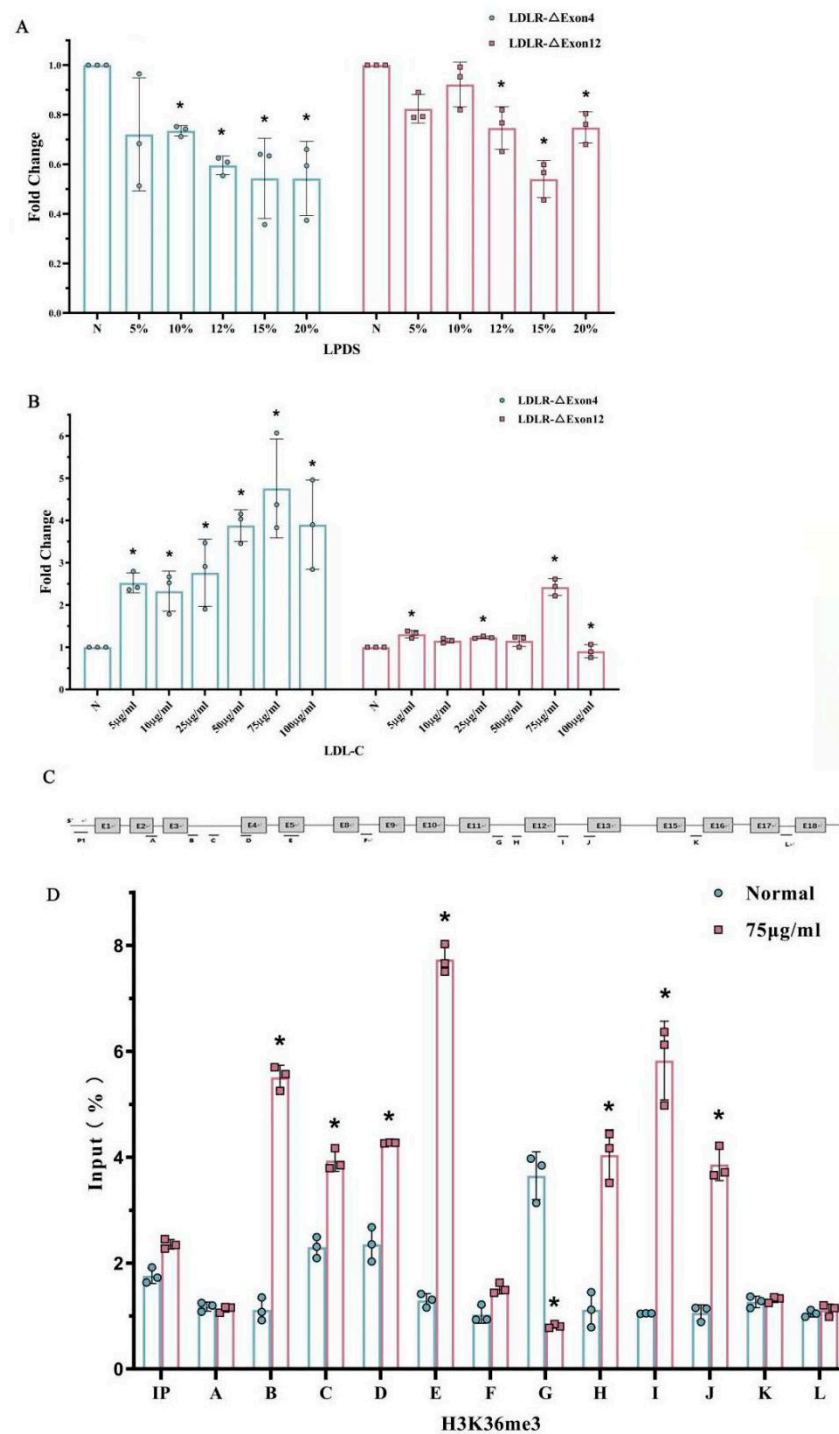 A
LDLR-△Exon4
LDLR-△Exon12
Fold Change
1.0
0.8
0.6
0.4
0.2
0.0
* * * * * * *
N 5% 10% 12% 15% 20% N 5% 10% 12% 15% 20%
LPDS
B
LDLR-△Exon4
LDLR-△Exon12
Fold Change
6
5
4
3
2
1
0
* * * * * * * * * *
N 5μg/ml 10μg/ml 25μg/ml 50μg/ml 75μg/ml 100μg/ml N 5μg/ml 10μg/ml 25μg/ml 50μg/ml 75μg/ml 100μg/ml
LDL-C
C
E1 E2 E3 E4 E5 E8 E9 E10 E11 E12 E13 E15 E16 E17 E18
P1 A B C D E F G H I J K L
D
Normal
75μg/ml
Input（%）
8
6
4
2
0
* * * * * * * *
IP A B C D E F G H I J K L
H3K36me3